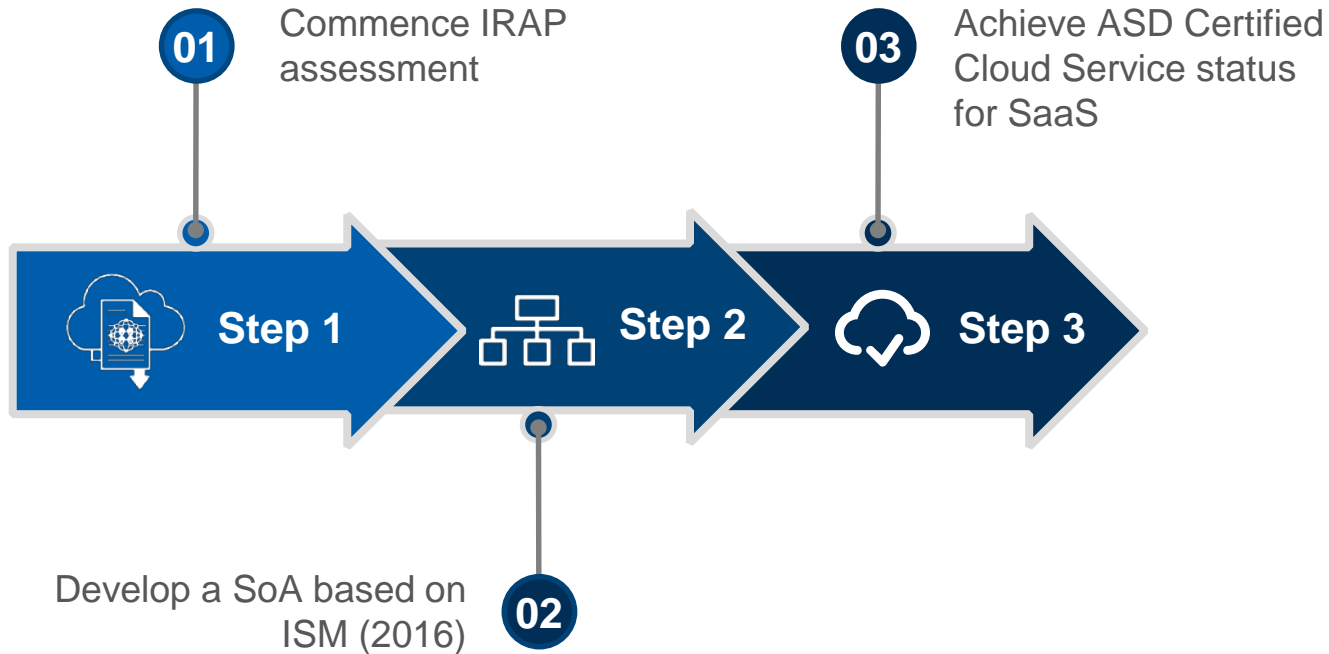 01
Commence IRAP
assessment
03
Achieve ASD Certified
Cloud Service status
for SaaS
Step 1
Step 2
Step 3
Develop a SoA based on
ISM (2016)
02